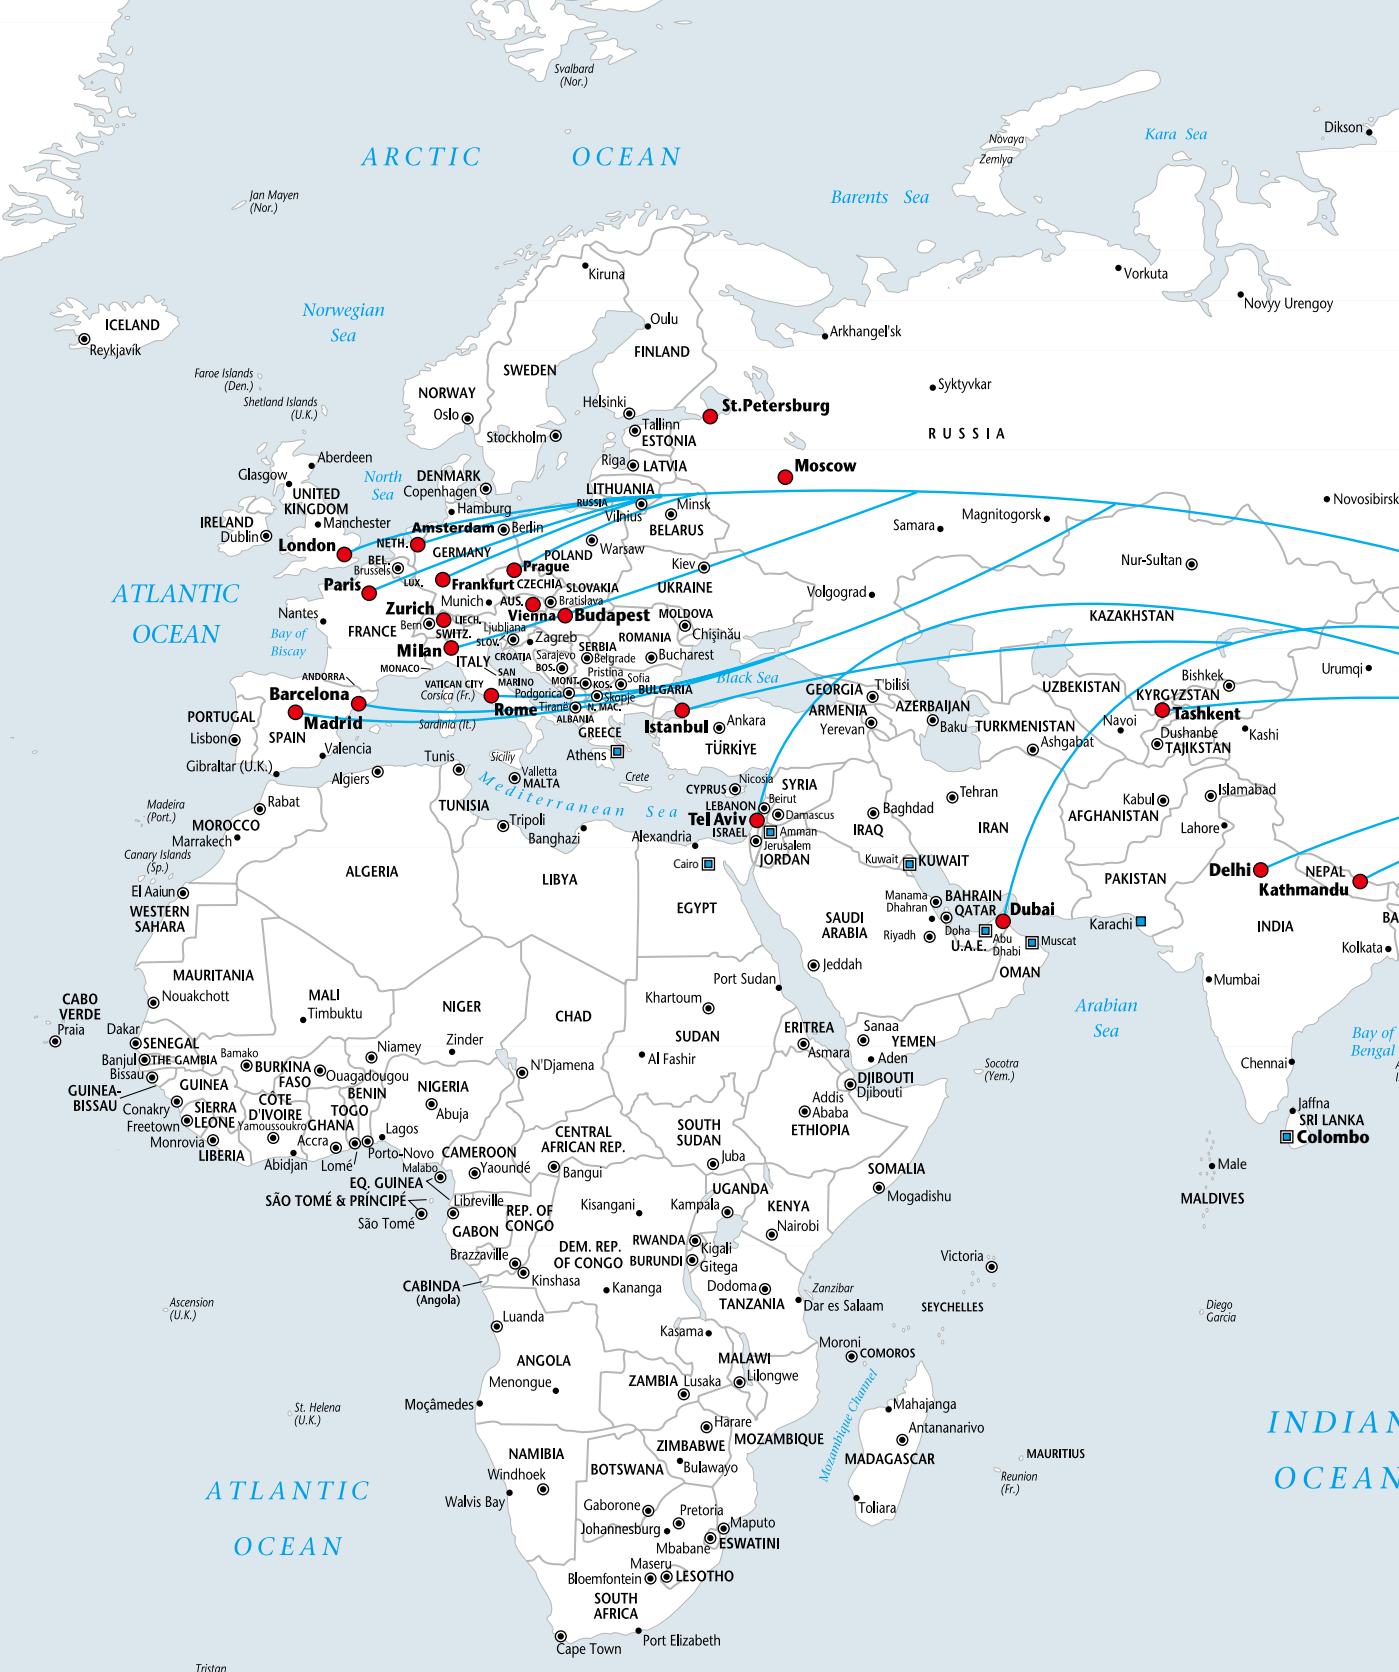 Svalbard
(Nor.)
ARCTIC OCEAN
Kara Sea
Dikson
Novaya
Zemlya
Jan Mayen
(Nor.)
Barents Sea
Kiruna
Vorkuta
Novyy Urengoy
Norwegian
Sea
ICELAND
Reykjavík
Oulu
Arkhangel'sk
FINLAND
Faroe Islands
(Den.)
SWEDEN
Shetland Islands
(U.K.)
NORWAY
Oslo
Helsinki
Syktyvkar
St.Petersburg
Tallinn
ESTONIA
RUSSIA
Stockholm
Aberdeen
Riga
LATVIA
Moscow
Glasgow
North
Sea
DENMARK
Copenhagen
LITHUANIA
RUSSIA
UNITED
KINGDOM
Hamburg
Vilnius
Minsk
Novosibirsk
IRELAND
Dublin
Manchester
Amsterdam
Berlin
BELARUS
Samara
Magnitogorsk
London
NETH.
GERMANY
POLAND
Warsaw
BEL.
Brussels
Prague
Kiev
Nur-Sultan
Paris
LUX.
Frankfurt
CZECHIA
SLOVAKIA
UKRAINE
ATLANTIC
OCEAN
Zurich
Munich
AUS.
Bratislava
Volgograd
Nantes
Bern
LIECH.
Vienna
Budapest
MOLDOVA
KAZAKHSTAN
Bay of
Biscay
FRANCE
SWITZ.
Ljubljana
SLOV.
Zagreb
ROMANIA
Chişinău
Milan
ITALY
CROATIA
Sarajevo
BOS.
SERBIA
Belgrade
Bucharest
MONACO
SAN
MARINO
Pristina
Urumqi
ANDORRA
VATICAN CITY
MONT.
KOS.
Sofia
Black Sea
Bishkek
Barcelona
Corsica (Fr.)
Podgorica
Skopje
BULGARIA
GEORGIA
T'bilisi
UZBEKISTAN
KYRGYZSTAN
Madrid
Rome
Tiranë
N. MAC.
ARMENIA
AZERBAIJAN
Tashkent
PORTUGAL
SPAIN
Sardinia (It.)
ALBANIA
Istanbul
Ankara
Yerevan
Baku
TURKMENISTAN
Navoi
Dushanbe
Kashi
Lisbon
GREECE
TÜRKİYE
Ashgabat
TAJIKISTAN
Valencia
Tunis
Siciliy
Athens
Gibraltar (U.K.)
Algiers
Valletta
MALTA
Crete
Nicosia
CYPRUS
SYRIA
Mediterranean Sea
Madeira
(Port.)
Rabat
TUNISIA
LEBANON
Beirut
Tehran
Kabul
Islamabad
Tripoli
Tel Aviv
Damascus
Baghdad
AFGHANISTAN
MOROCCO
Marrakech
Banghazi
Alexandria
ISRAEL
Amman
IRAQ
IRAN
Lahore
Jerusalem
Canary Islands
(Sp.)
Cairo
JORDAN
Kuwait
KUWAIT
ALGERIA
LIBYA
PAKISTAN
Delhi
NEPAL
Kathmandu
El Aaiun
WESTERN
SAHARA
EGYPT
Manama
BAHRAIN
Dhahran
QATAR
Dubai
SAUDI
ARABIA
Riyadh
Doha
U.A.E.
Abu
Dhabi
Muscat
Karachi
INDIA
BA
Kolkata
Jeddah
OMAN
MAURITANIA
Nouakchott
MALI
Timbuktu
NIGER
CHAD
Port Sudan
Khartoum
Mumbai
CABO
VERDE
Praia
Arabian
Sea
Dakar
SENEGAL
Zinder
SUDAN
ERITREA
Sanaa
YEMEN
Bay of
Bengal
Banjul
THE GAMBIA
Bamako
Niamey
N'Djamena
Al Fashir
Asmara
Aden
Socotra
(Yem.)
Chennai
Bissau
BURKINA
FASO
Ouagadougou
GUINEA-
BISSAU
GUINEA
BENIN
NIGERIA
DJIBOUTI
Djibouti
Conakry
SIERRA
LEONE
CÔTE
D'IVOIRE
TOGO
GHANA
Abuja
Addis
Ababa
Jaffna
Freetown
Yamoussoukro
Accra
Lagos
SOUTH
SUDAN
ETHIOPIA
SRI LANKA
Colombo
Monrovia
LIBERIA
Abidjan
Lomé
Porto-Novo
CENTRAL
AFRICAN REP.
Malabo
CAMEROON
Yaoundé
Bangui
Juba
Male
EQ. GUINEA
SOMALIA
Mogadishu
MALDIVES
SÃO TOMÉ & PRÍNCIPÉ
São Tomé
Libreville
REP. OF
CONGO
Kisangani
UGANDA
Kampala
KENYA
Nairobi
GABON
Brazzaville
DEM. REP.
OF CONGO
RWANDA
Kigali
BURUNDI
Gitega
Victoria
Kinshasa
CABINDA
(Angola)
Kananga
Dodoma
TANZANIA
Zanzibar
Dar es Salaam
SEYCHELLES
Ascension
(U.K.)
Diego
Garcia
Luanda
Kasama
Moroni
COMOROS
ANGOLA
MALAWI
Lilongwe
Menongue
ZAMBIA
Lusaka
Moçâmedes
Mozambique Channel
Mahajanga
St. Helena
(U.K.)
Harare
Antananarivo
INDIAN
OCEAN
NAMIBIA
ZIMBABWE
MOZAMBIQUE
MADAGASCAR
MAURITIUS
Windhoek
BOTSWANA
Bulawayo
Reunion
(Fr.)
ATLANTIC
OCEAN
Walvis Bay
Gaborone
Pretoria
Toliara
Johannesburg
Maputo
Mbabane
ESWATINI
Maseru
Bloemfontein
LESOTHO
SOUTH
AFRICA
Cape Town
Port Elizabeth
Tristan